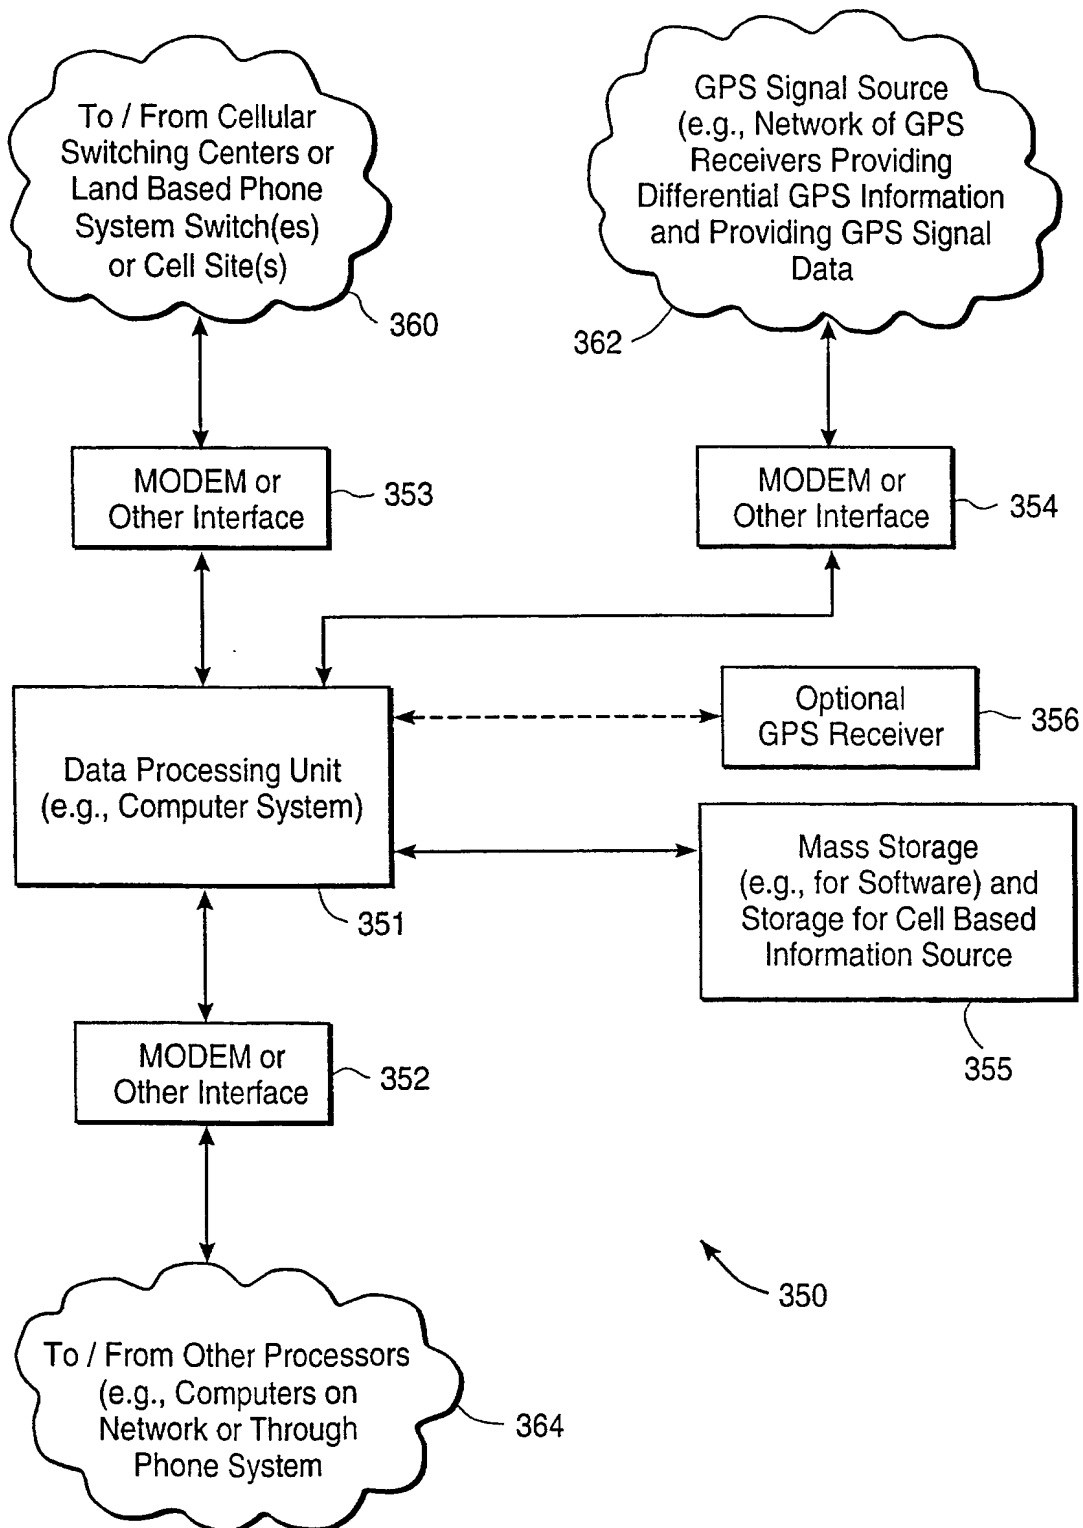 To / From Cellular
Switching Centers or
Land Based Phone
System Switch(es)
or Cell Site(s)
360
GPS Signal Source
(e.g., Network of GPS
Receivers Providing
Differential GPS Information
and Providing GPS Signal
Data
362
MODEM or
Other Interface
353
MODEM or
Other Interface
354
Data Processing Unit
(e.g., Computer System)
351
Optional
GPS Receiver
356
Mass Storage
(e.g., for Software) and
Storage for Cell Based
Information Source
355
MODEM or
Other Interface
352
350
To / From Other Processors
(e.g., Computers on
Network or Through
Phone System
364